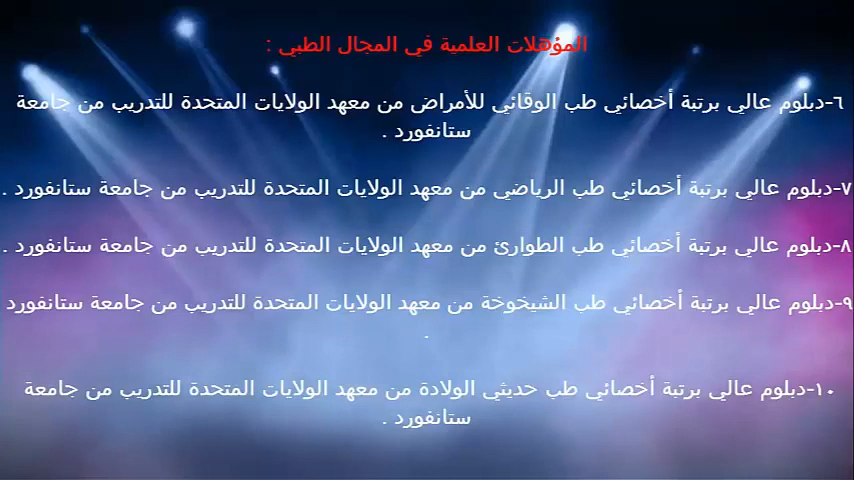 المؤهلات العلمية في المجال الطبي :
٦-دبلوم عالي برتبة أخصائي طب الوقائي للأمراض من معهد الولايات المتحدة للتدريب من جامعة
ستانفورد .
٧-دبلوم عالي برتبة أخصائي طب الرياضي من معهد الولايات المتحدة للتدريب من جامعة ستانفورد .
٨-دبلوم عالي برتبة أخصائي طب الطوارئ من معهد الولايات المتحدة للتدريب من جامعة ستانفورد .
٩-دبلوم عالي برتبة أخصائي طب الشيخوخة من معهد الولايات المتحدة للتدريب من جامعة ستانفورد
.
١٠-دبلوم عالي برتبة أخصائي طب حديثي الولادة من معهد الولايات المتحدة للتدريب من جامعة
ستانفورد .